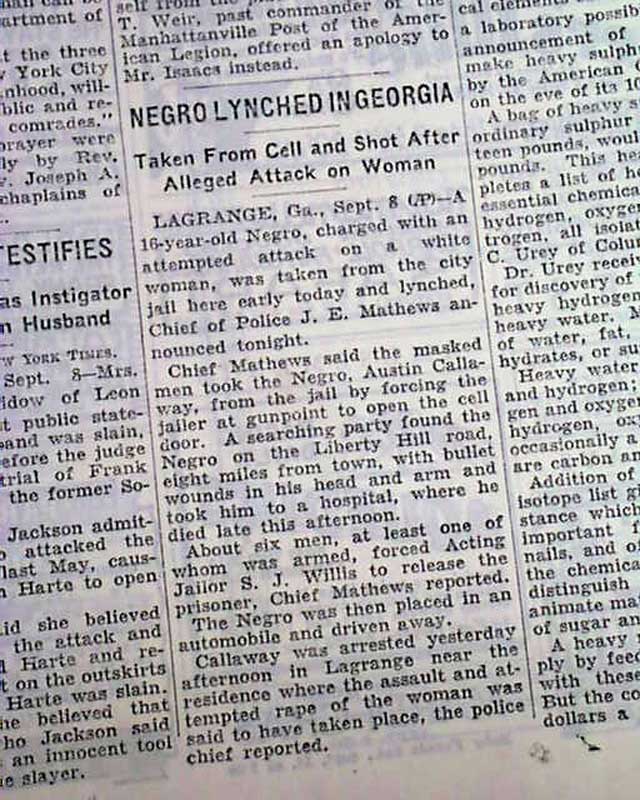 artment of
t the three
York City
nhood, will-
blic and re-
comrades."
prayer were
ly by Rev.
Joseph A.
chaplains of
ESTIFIES
as Instigator
n Husband
YORK TIMES.
Sept. 8—Mrs.
idow of Leon
t public state-
and was slain,
efore the judge
trial of Frank
the former So-
Jackson admit-
attacked the
last May, caus-
n Harte to open
aid she believed
the attack and
Harte and re-
t on the outskirts
Harte was slain.
he believed that
ho Jackson said
an innocent tool
e slayer.
self from the
T. Weir, past commander of the
Manhattanville Post of the Amer-
ican Legion, offered an apology to
Mr. Isaacs instead.
NEGRO LYNCHED IN GEORGIA
Taken From Cell and Shot After
Alleged Attack on Woman
LAGRANGE, Ga., Sept. 8 (AP)—A
16-year-old Negro, charged with an
attempted attack on a white
woman, was taken from the city
jail here early today and lynched,
Chief of Police J. E. Mathews an-
nounced tonight.
Chief Mathews said the masked
men took the Negro, Austin Calla-
way, from the jail by forcing the
jailer at gunpoint to open the cell
door. A searching party found the
Negro on the Liberty Hill road,
eight miles from town, with bullet
wounds in his head and arm and
took him to a hospital, where he
died late this afternoon.
About six men, at least one of
whom was armed, forced Acting
Jailor S. J. Willis to release the
prisoner, Chief Mathews reported.
The Negro was then placed in an
automobile and driven away.
Callaway was arrested yesterday
afternoon in Lagrange near the
residence where the assault and at-
tempted rape of the woman was
said to have taken place, the police
chief reported.
cal elements
a laboratory possib
announcement of
make heavy sulph
by the American C
on the eve of its 10
A bag of heavy s
ordinary sulphur
teen pounds, woul
pounds. This hea
pletes a list of he
essential chemica
hydrogen, oxygen
trogen, all isolat
C. Urey of Colu
Dr. Urey receiv
for discovery of
heavy hydrogen
heavy water. M
of water, fat,
hydrates, or su
Heavy water
and hydrogen;
gen and oxyge
hydrogen, ox
occasionally a
are carbon an
Addition of
isotope list gi
stance which
important f
nails, and of
the chemica
distinguish
animate ma
of sugar an
A heavy
ply by feed
with these
But the co
dollars a